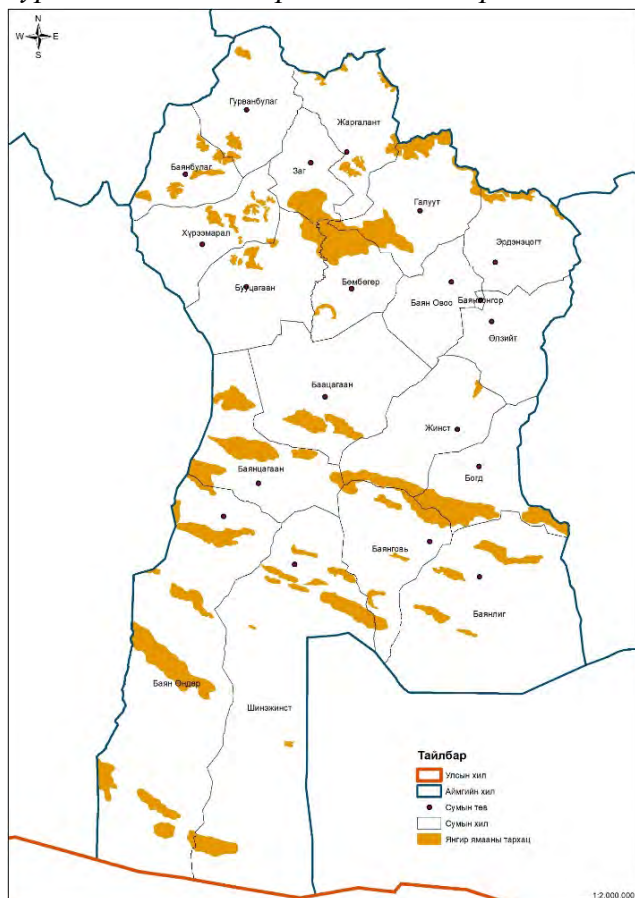 N
W E
S
Гурванбулаг
Жаргалант
Баянбулаг
Заг
Галуут
Хүрээмарал
Эрдэнэцогт
Бууцагаан
Бөмбөгөр
Баян Овоо
Баянхонгор
Өлзийт
Баацагаан
Жинст
Богд
Баянцагаан
Баянговь
Баянлиг
Баян Өндөр
Шинэжинст
Тайлбар
Улсын хил
Аймгийн хил
Сумын төв
Сумын хил
Янгир ямааны тархац
1:2,000,000